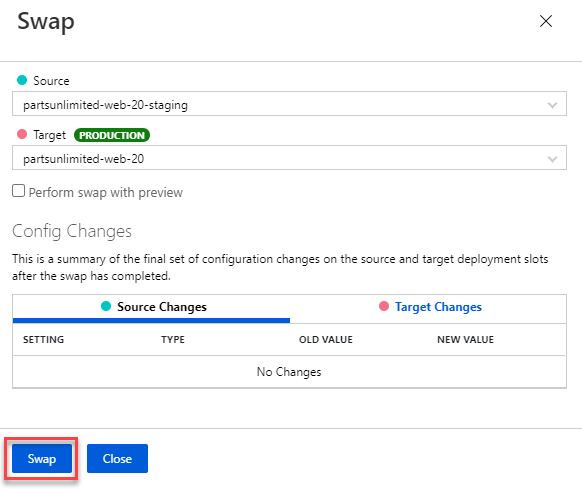 Swap
Source
partsunlimited-web-20-staging
Target PRODUCTION
partsunlimited-web-20
Perform swap with preview
Config Changes
This is a summary of the final set of configuration changes on the source and target deployment slots
after the swap has completed.
Source Changes Target Changes
SETTING TYPE OLD VALUE NEW VALUE
No Changes
Swap Close